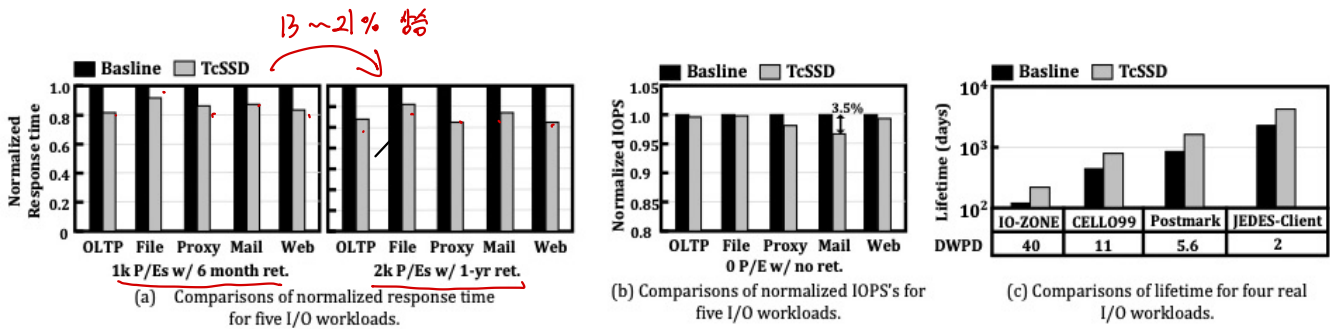 13 ~ 21% 상승
Basline TcSSD
Normalized
Response time
1.0
0.8
0.6
0.4
0.2
0
OLTP File Proxy Mail Web
1k P/Es w/ 6 month ret.
Basline TcSSD
OLTP File Proxy Mail Web
2k P/Es w/ 1-yr ret.
(a) Comparisons of normalized response time
for five I/O workloads.
Basline TcSSD
Normalized IOPS
1.05
1.0
0.95
0.9
0.85
0.8
3.5%
OLTP File Proxy Mail Web
0 P/E w/ no ret.
(b) Comparisons of normalized IOPS's for
five I/O workloads.
Basline TcSSD
Lifetime (days)
10⁴
10³
10²
IO-ZONE CELLO99 Postmark JEDES-Client
DWPD 40 11 5.6 2
(c) Comparisons of lifetime for four real
I/O workloads.